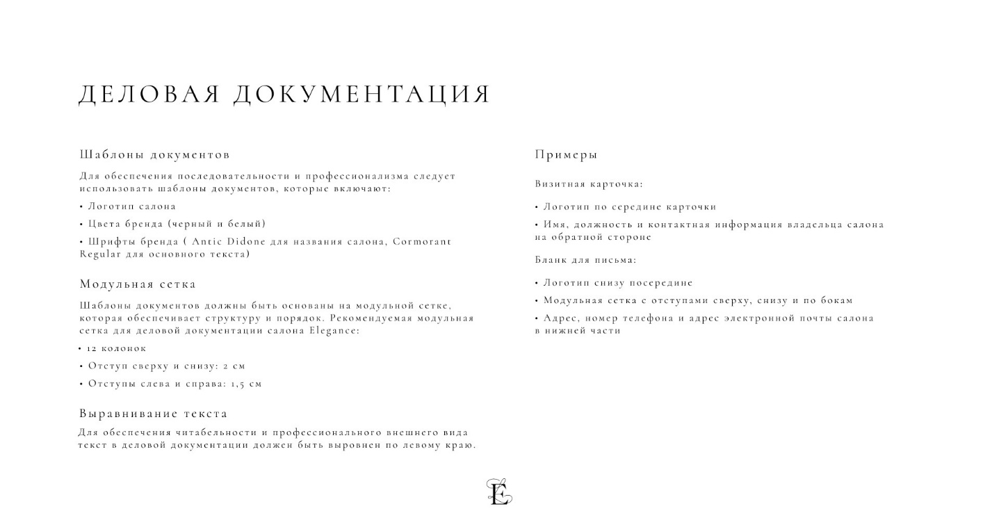 ДЕЛОВАЯ ДОКУМЕНТАЦИЯ
Шаблоны документов
Для обеспечения последовательности и профессионализма следует
использовать шаблоны документов, которые включают:
• Логотип салона
• Цвета бренда (черный и белый)
• Шрифты бренда ( Antic Didone для названия салона, Cormorant
Regular для основного текста)
Модульная сетка
Шаблоны документов должны быть основаны на модульной сетке,
которая обеспечивает структуру и порядок. Рекомендуемая модульная
сетка для деловой документации салона Elegance:
• 12 колонок
• Отступ сверху и снизу: 2 см
• Отступы слева и справа: 1,5 см
Выравнивание текста
Для обеспечения читабельности и профессионального внешнего вида
текст в деловой документации должен быть выровнен по левому краю.
Примеры
Визитная карточка:
• Логотип по середине карточки
• Имя, должность и контактная информация владельца салона
на обратной стороне
Бланк для письма:
• Логотип снизу посередине
• Модульная сетка с отступами сверху, снизу и по бокам
• Адрес, номер телефона и адрес электронной почты салона
в нижней части
E